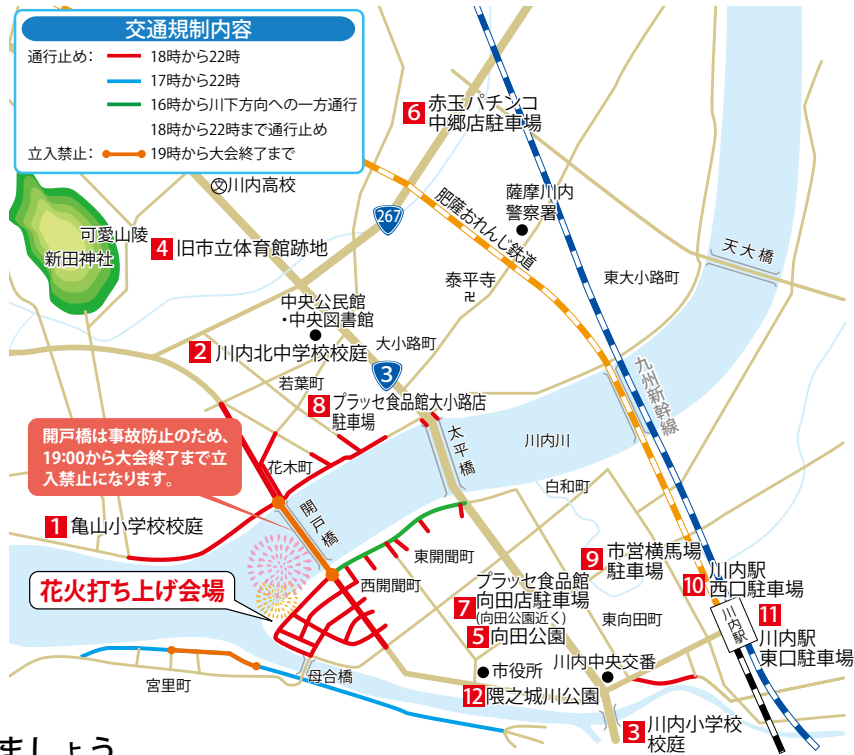 交通規制内容
通行止め： 18時から22時
17時から22時
16時から川下方向への一方通行
18時から22時まで通行止め
立入禁止： 19時から大会終了まで
6 赤玉パチンコ
中郷店駐車場
文川内高校
267
肥薩おれんじ鉄道
薩摩川内
警察署
天大橋
可愛山陵
新田神社
4 旧市立体育館跡地
泰平寺
卍
東大小路町
中央公民館
・中央図書館
大小路町
2 川内北中学校校庭
3
九州新幹線
若葉町
8 プラッセ食品館大小路店
駐車場
開戸橋は事故防止のため、
19:00から大会終了まで立
入禁止になります。
太平橋
川内川
花木町
白和町
1 亀山小学校校庭
開戸橋
東開聞町
9 市営横馬場
駐車場
花火打ち上げ会場
西開聞町
プラッセ食品館
7 向田店駐車場
(向田公園近く)
10 川内駅
西口駐車場
5 向田公園
東向田町
川内駅
11
川内駅
東口駐車場
母合橋
宮里町
市役所
川内中央交番
12 隈之城川公園
3 川内小学校
校庭
ましょう